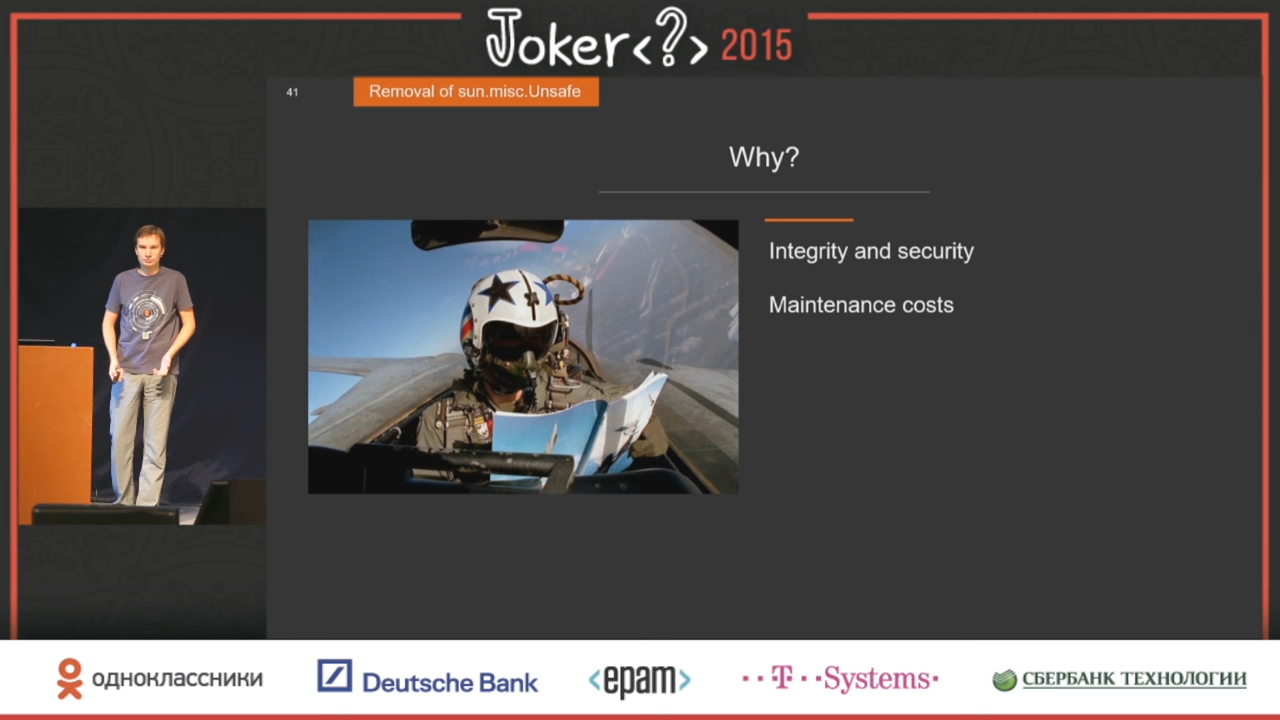 Joker<?> 2015
41
Removal of sun.misc.Unsafe
Why?
Integrity and security
Maintenance costs
одноклассники
Deutsche Bank
<epam>
··T··Systems·
СБЕРБАНК ТЕХНОЛОГИИ